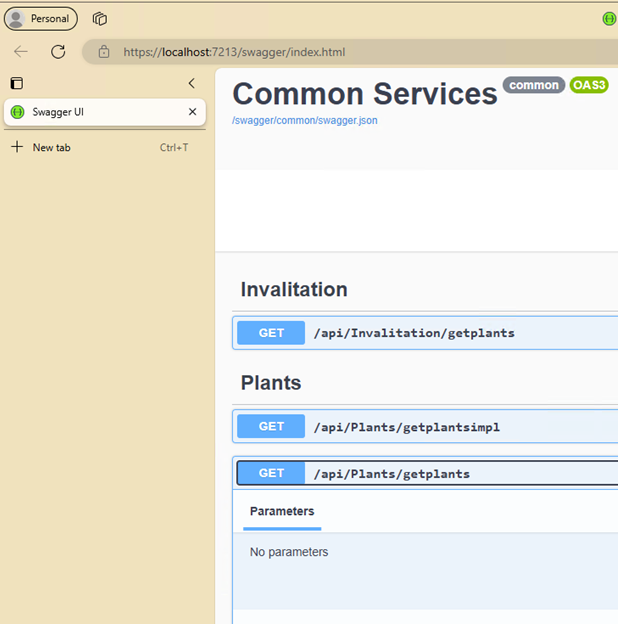 Personal
https://localhost:7213/swagger/index.html
Swagger UI
New tab Ctrl+T
Common Services common OAS3
/swagger/common/swagger.json
Invalitation
GET /api/Invalitation/getplants
Plants
GET /api/Plants/getplantsimpl
GET /api/Plants/getplants
Parameters
No parameters